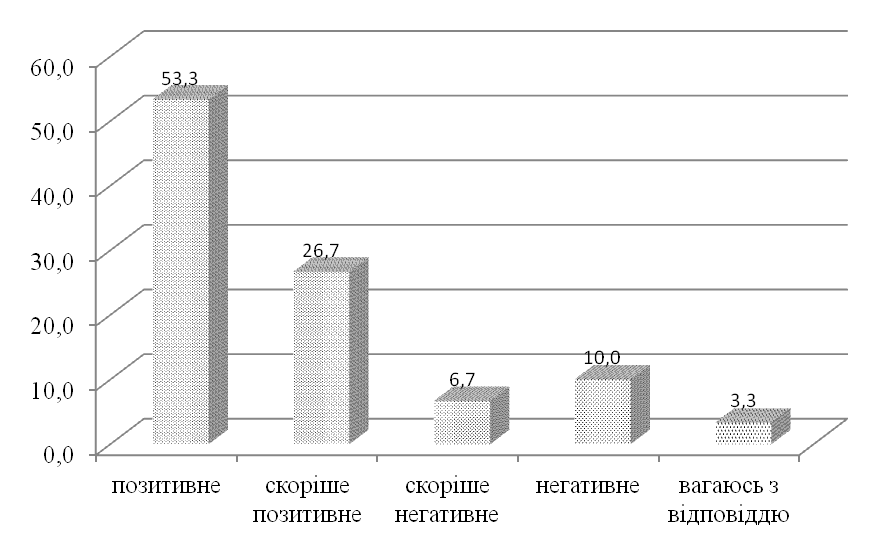 60,0
50,0
40,0
30,0
20,0
10,0
0,0
53,3
26,7
6,7
10,0
3,3
позитивне
скоріше
позитивне
скоріше
негативне
негативне
вагаюсь з
відповіддю